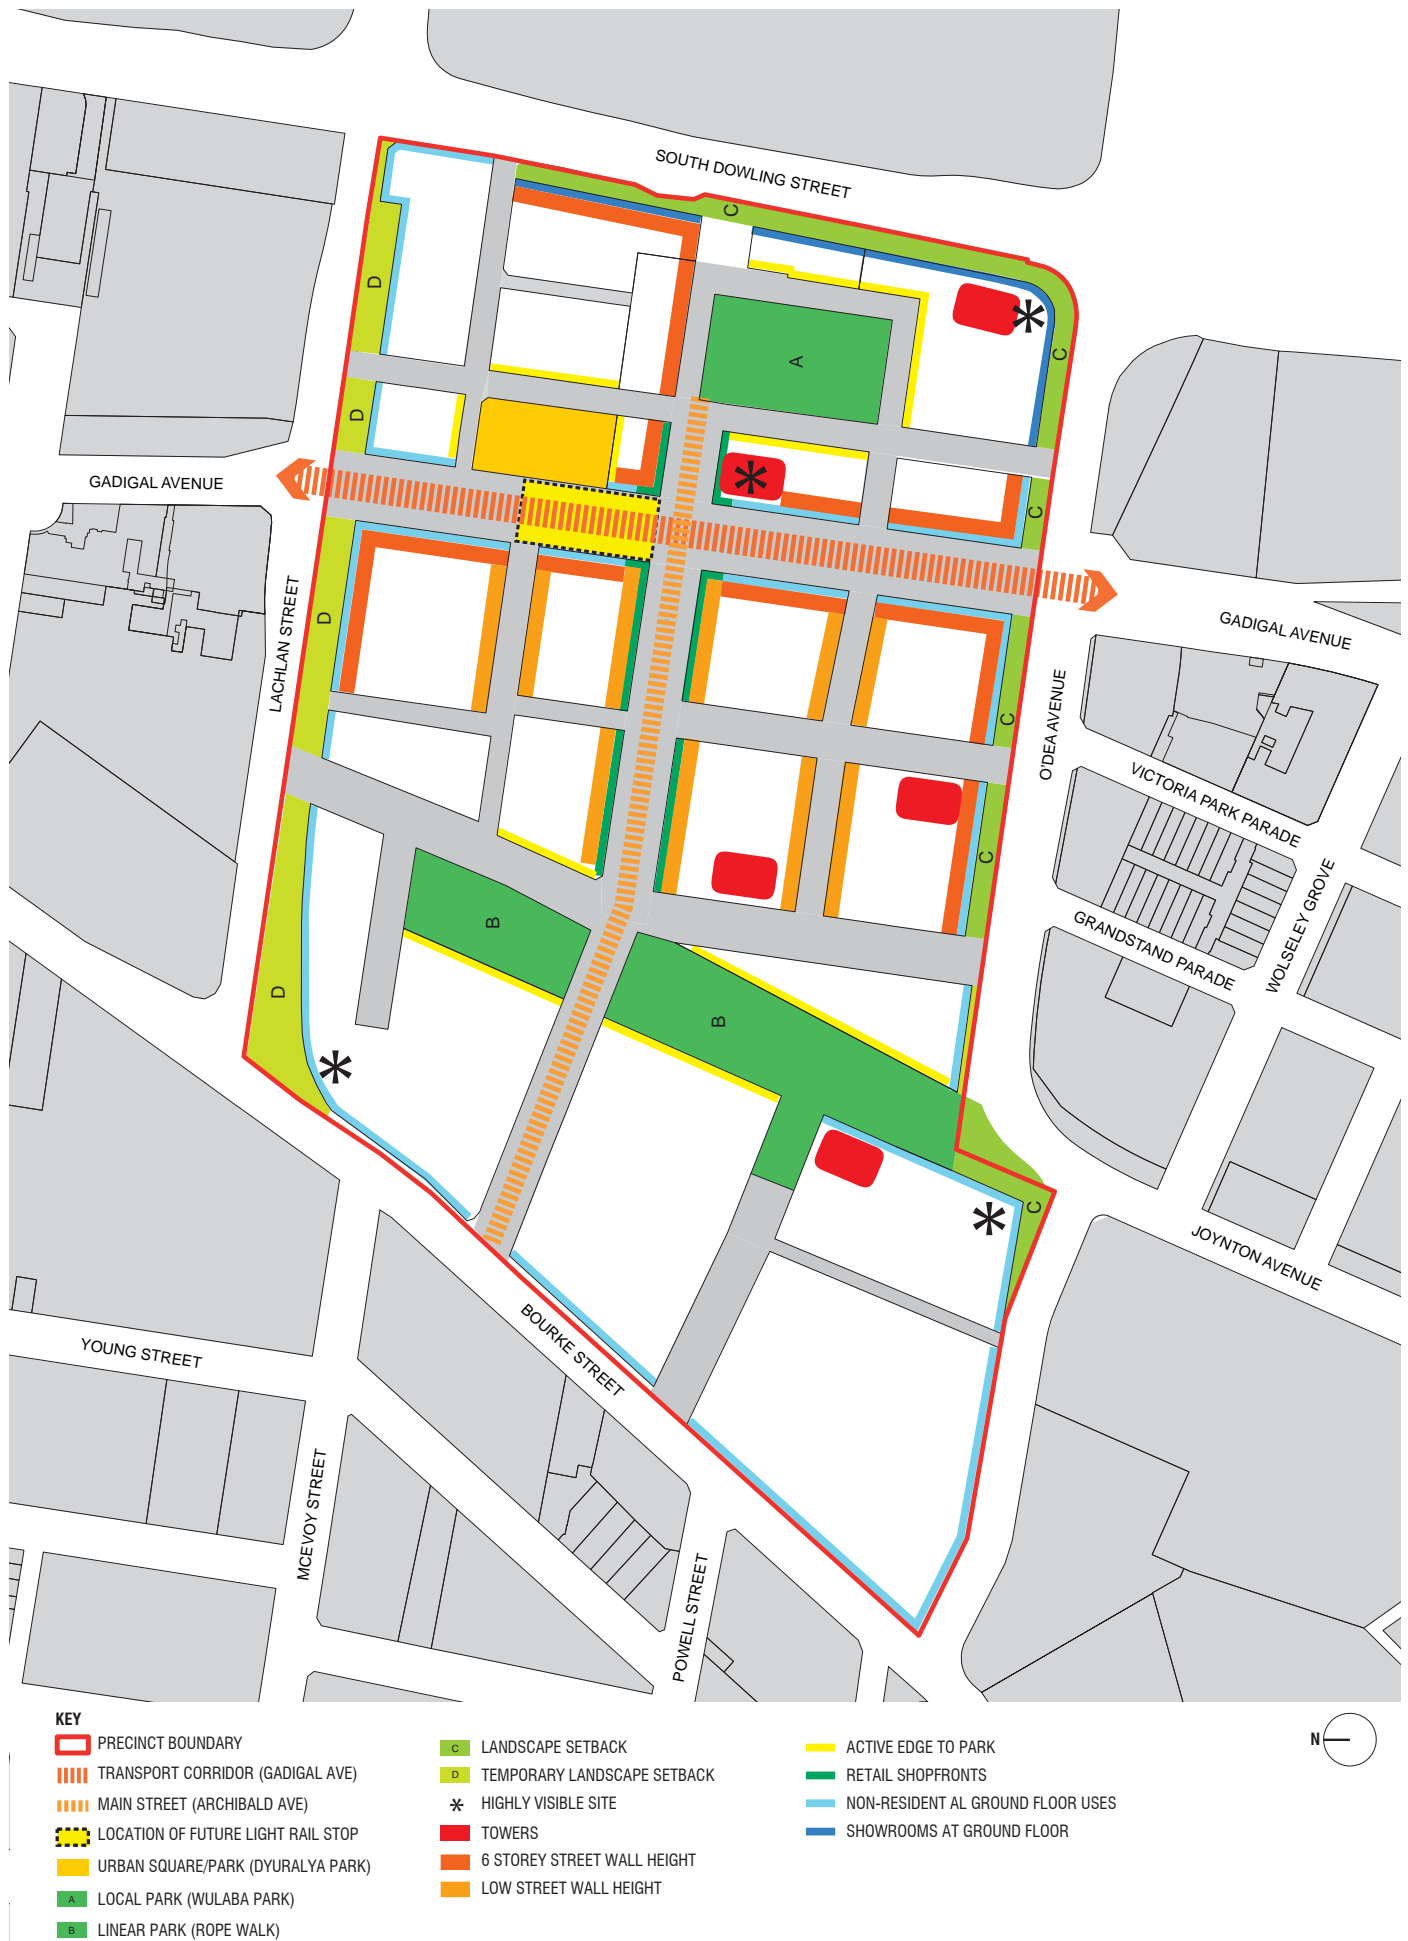 SOUTH DOWLING STREET
C
D
A
C
D
GADIGAL AVENUE
C
LACHLAN STREET
D
GADIGAL AVENUE
O'DEA AVENUE
C
VICTORIA PARK PARADE
C
WOLSELEY GROVE
GRANDSTAND PARADE
B
D
B
C
JOYNTON AVENUE
BOURKE STREET
YOUNG STREET
MCEVOY STREET
POWELL STREET
KEY
PRECINCT BOUNDARY
TRANSPORT CORRIDOR (GADIGAL AVE)
MAIN STREET (ARCHIBALD AVE)
LOCATION OF FUTURE LIGHT RAIL STOP
URBAN SQUARE/PARK (DYURALYA PARK)
A LOCAL PARK (WULABA PARK)
B LINEAR PARK (ROPE WALK)
C LANDSCAPE SETBACK
D TEMPORARY LANDSCAPE SETBACK
* HIGHLY VISIBLE SITE
TOWERS
6 STOREY STREET WALL HEIGHT
LOW STREET WALL HEIGHT
ACTIVE EDGE TO PARK
RETAIL SHOPFRONTS
NON-RESIDENT AL GROUND FLOOR USES
SHOWROOMS AT GROUND FLOOR
N